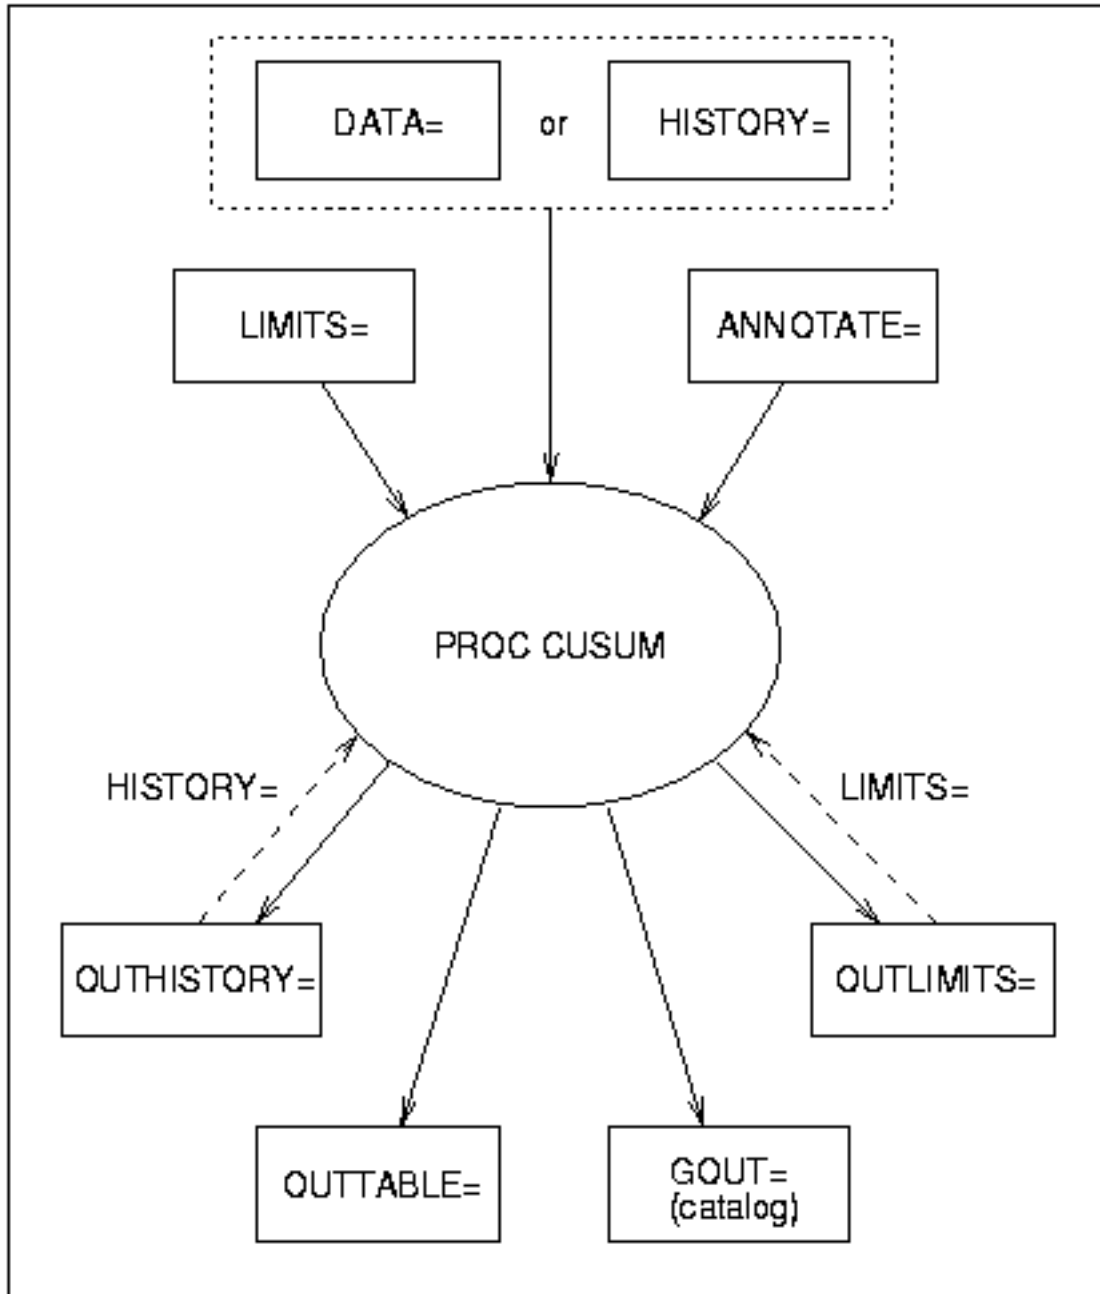 DATA= or HISTORY=
LIMITS=
ANNOTATE=
PROC CUSUM
HISTORY=
LIMITS=
OUTHISTORY=
OUTLIMITS=
OUTTABLE=
GOUT=
(catalog)